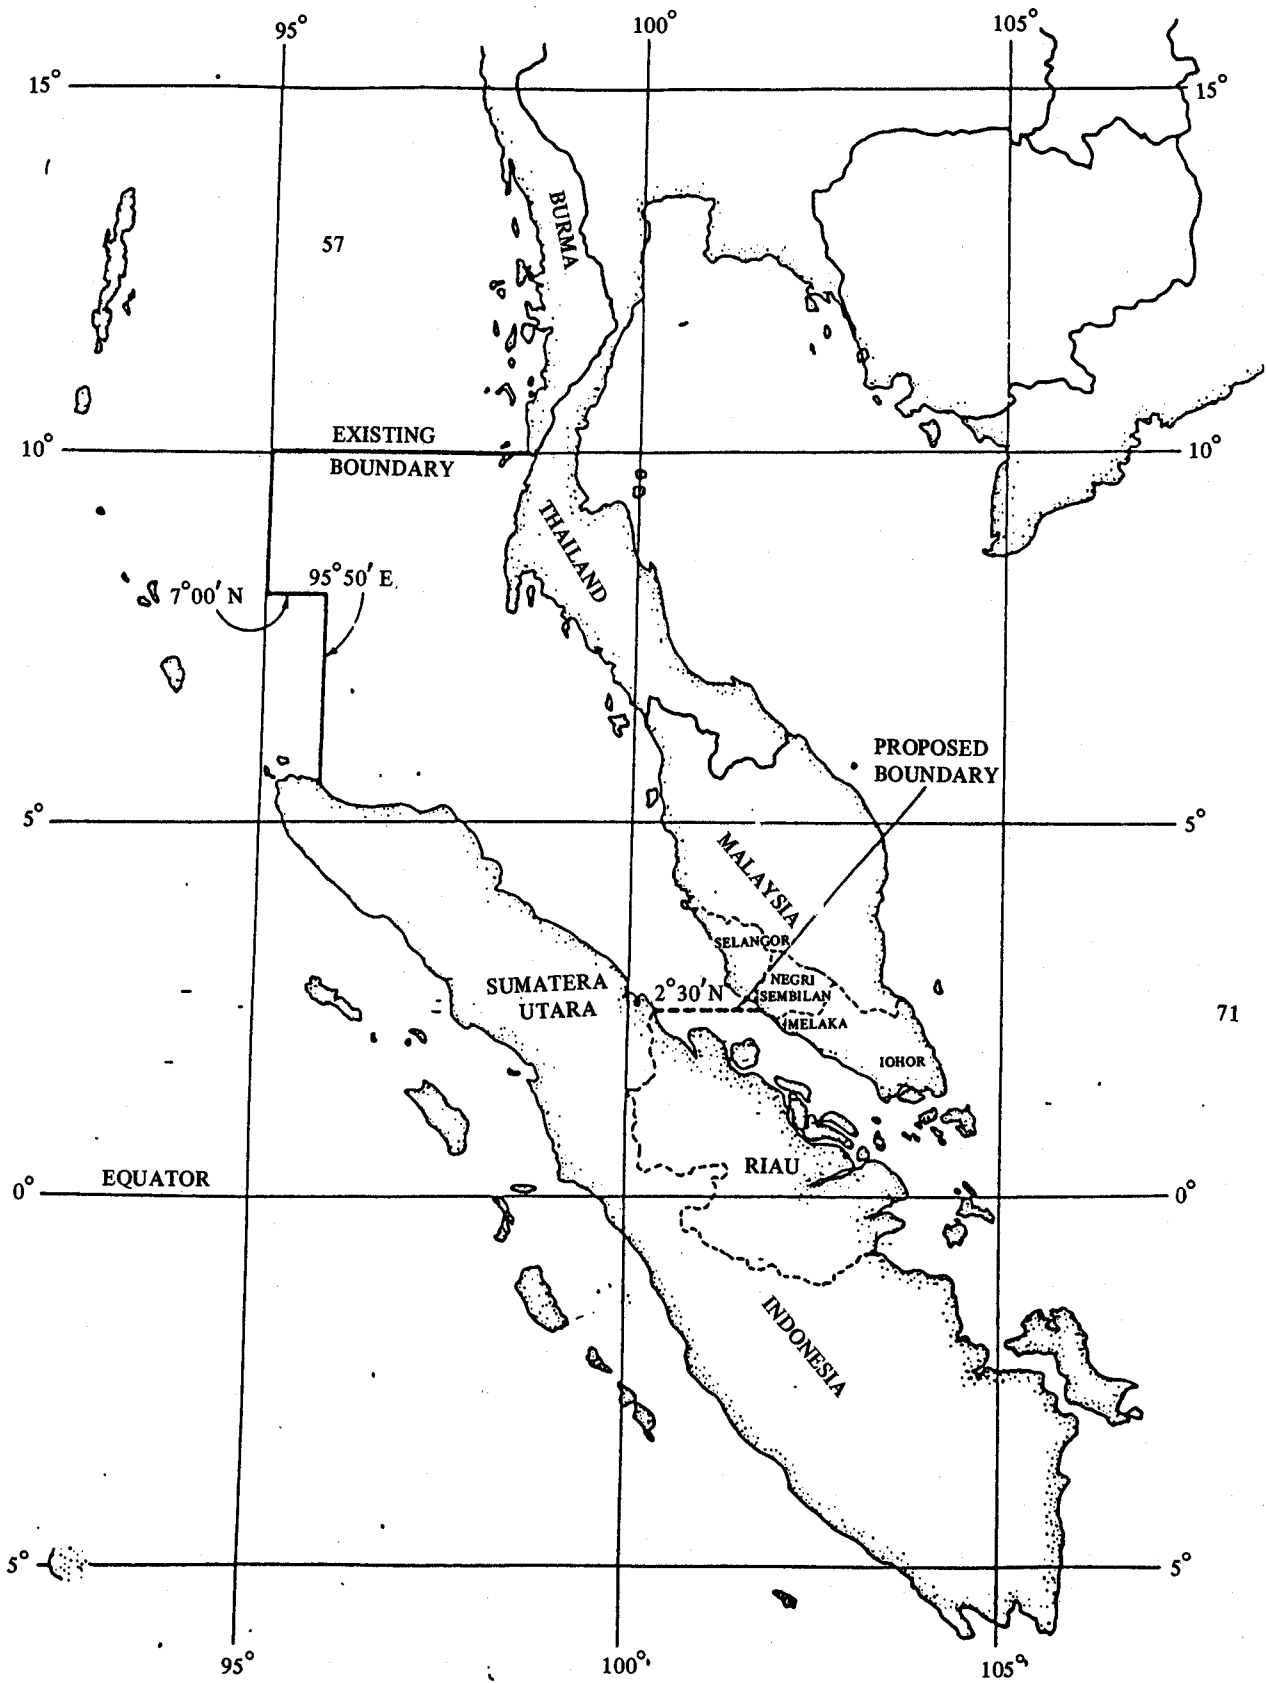 95°
100°
105°
15°
15°
BURMA
57
EXISTING
BOUNDARY
10°
10°
THAILAND
95°50′ E
7°00′ N
PROPOSED
BOUNDARY
5°
5°
MALAYSIA
SELANGOR
NEGRI
SEMBILAN
SUMATERA
UTARA
2°30′N
MELAKA
71
IOHOR
RIAU
EQUATOR
0°
0°
INDONESIA
5°
5°
95°
100°
105°